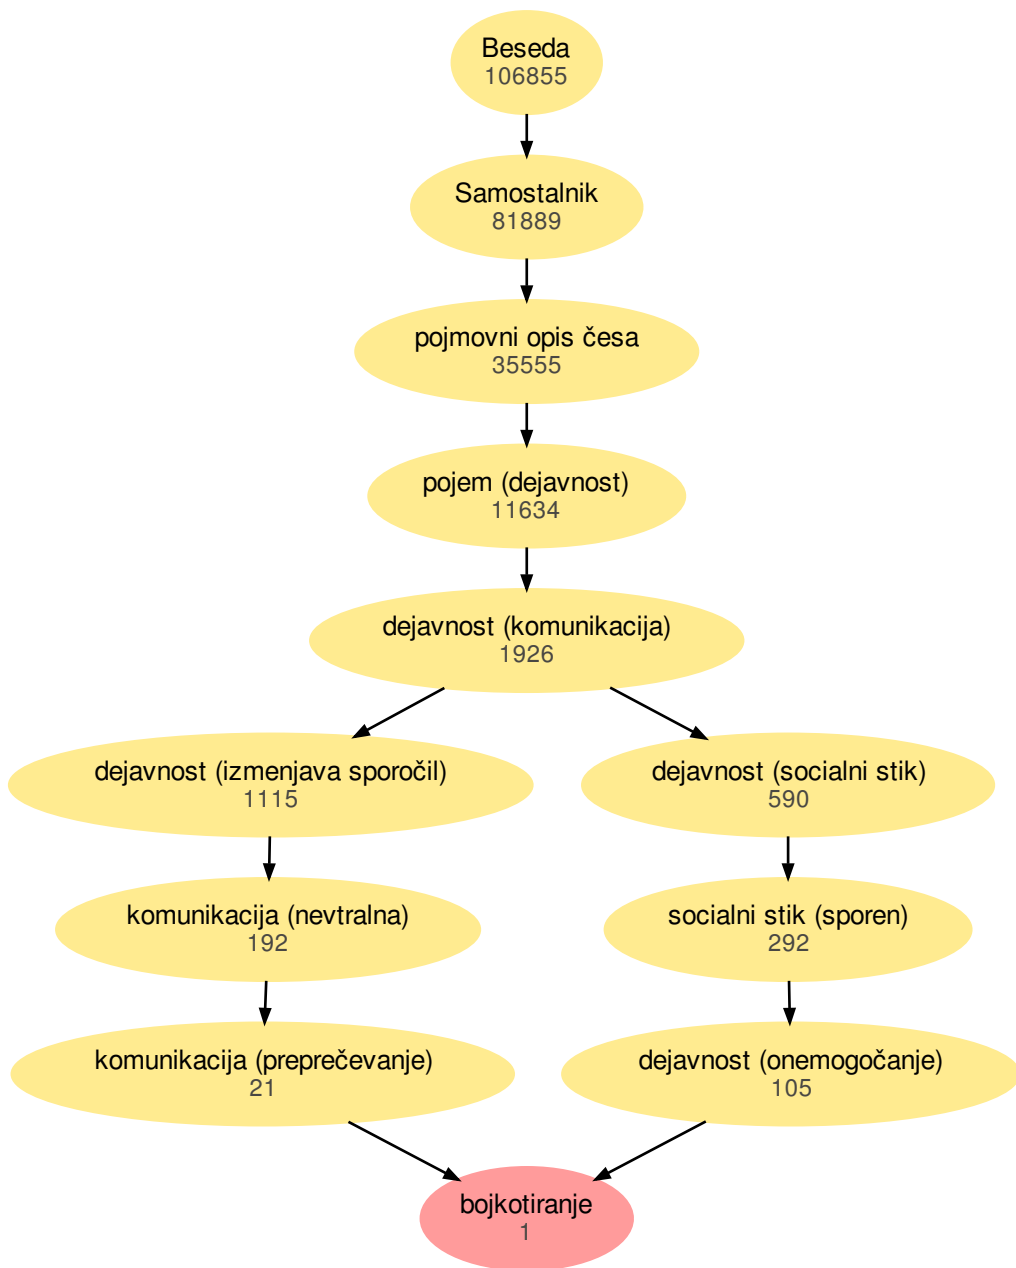 Beseda
106855
Samostalnik
81889
pojmovni opis česa
35555
pojem (dejavnost)
11634
dejavnost (komunikacija)
1926
dejavnost (izmenjava sporočil)
1115
dejavnost (socialni stik)
590
komunikacija (nevtralna)
192
socialni stik (sporen)
292
komunikacija (preprečevanje)
21
dejavnost (onemogočanje)
105
bojkotiranje
1